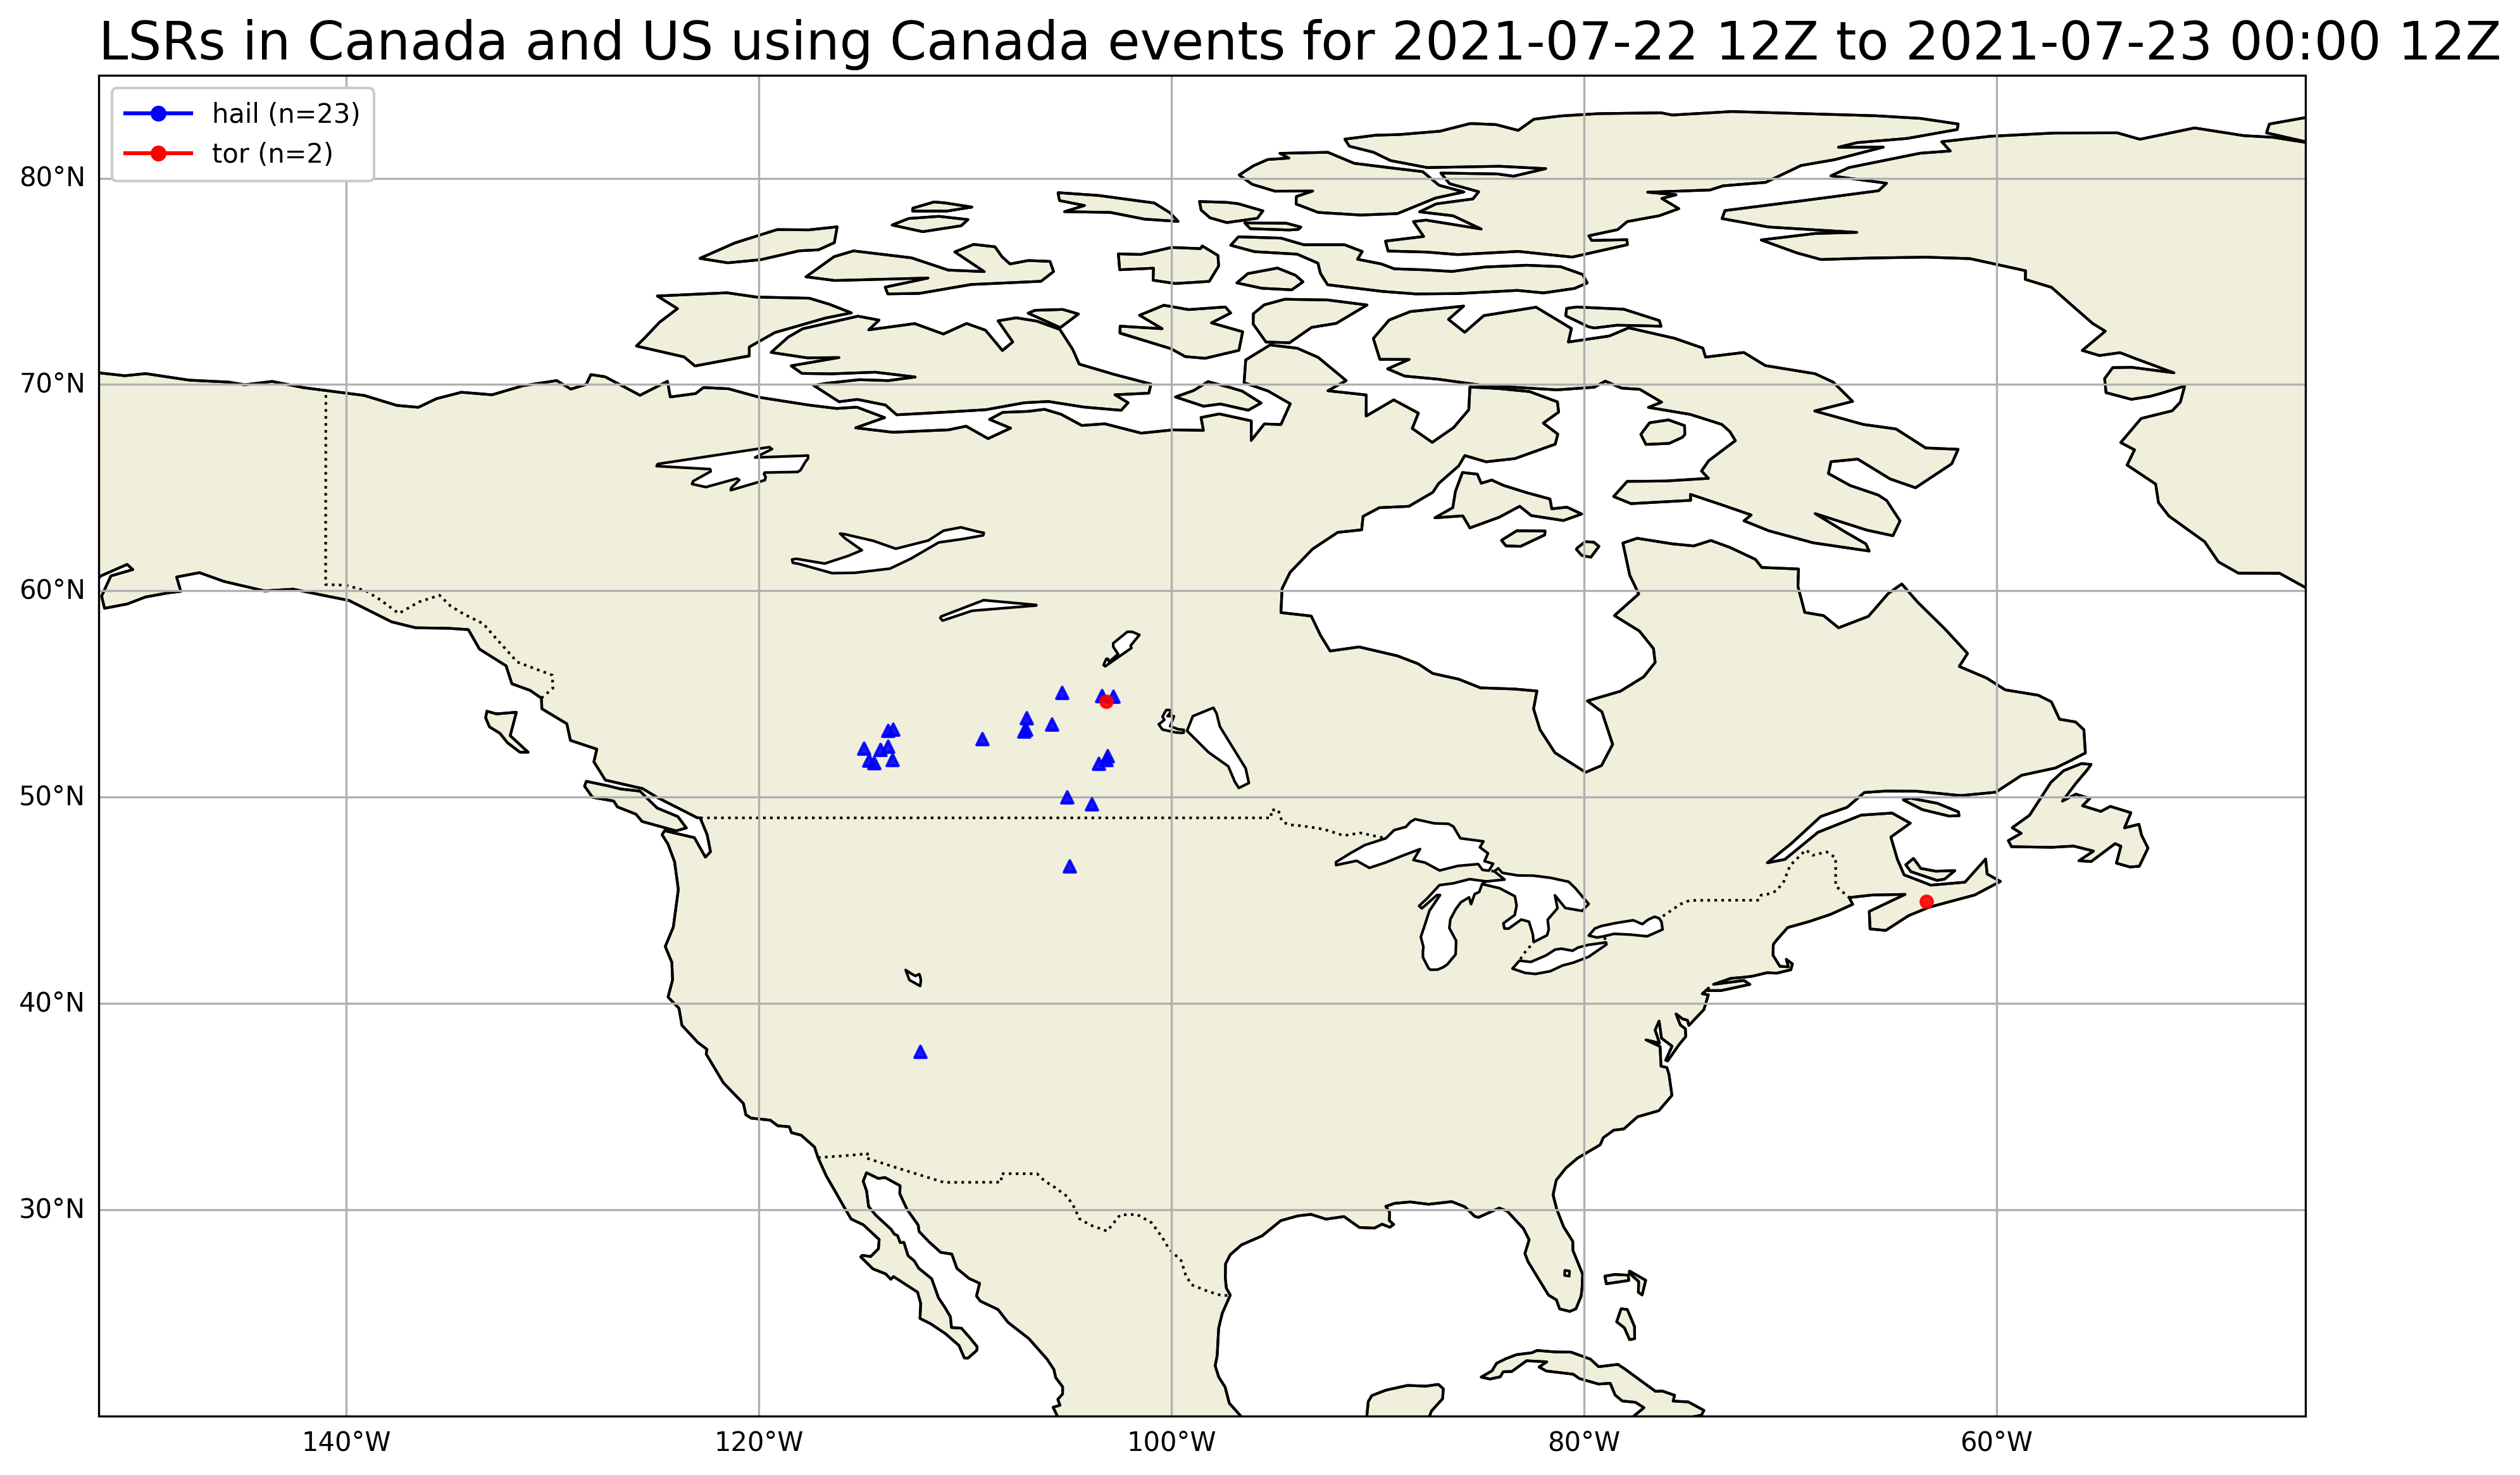 LSRs in Canada and US using Canada events for 2021-07-22 12Z to 2021-07-23 00:00 12Z
hail (n=23)
tor (n=2)
80°N
70°N
60°N
50°N
40°N
30°N
140°W 120°W 100°W 80°W 60°W